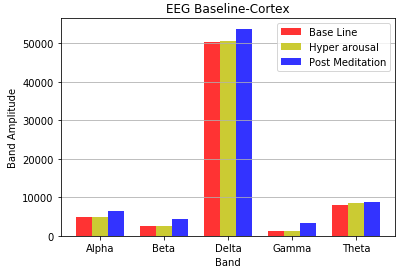 EEG Baseline-Cortex
Base Line
Hyper arousal
Post Meditation
Band Amplitude
50000
40000
30000
20000
10000
0
Alpha Beta Delta Gamma Theta
Band